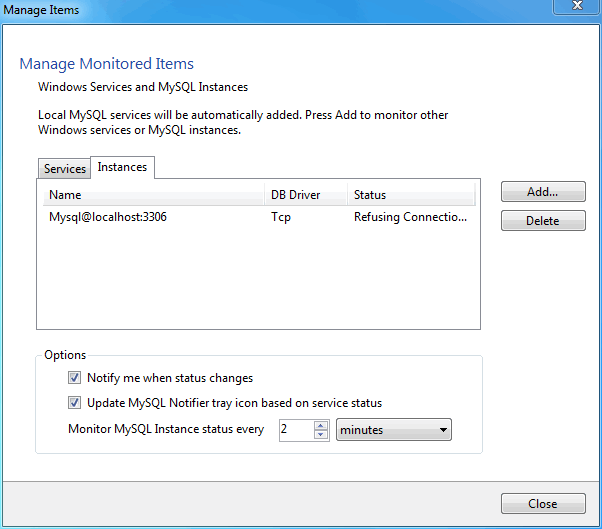 Manage Items
Manage Monitored Items
Windows Services and MySQL Instances
Local MySQL services will be automatically added. Press Add to monitor other
Windows services or MySQL instances.
Services Instances
Name DB Driver Status
Mysql@localhost:3306 Tcp Refusing Connectio...
Add...
Delete
Options
Notify me when status changes
Update MySQL Notifier tray icon based on service status
Monitor MySQL Instance status every 2 minutes
Close